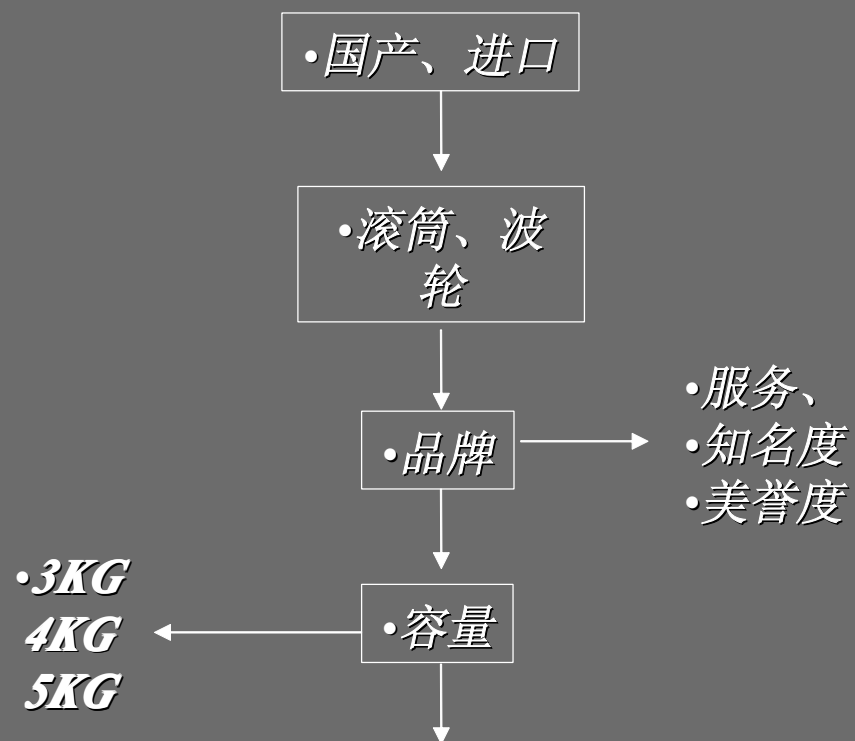 •国产、进口
•滚筒、波
轮
•品牌
•服务、
•知名度
•美誉度
•容量
•3KG
4KG
5KG